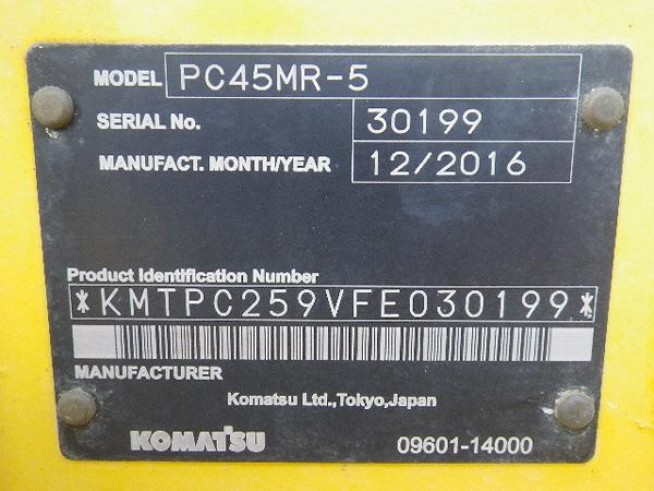 MODEL PC45MR-5
SERIAL No. 30199
MANUFACT. MONTH/YEAR 12/2016
Product Identification Number
*KMTPC259VFE030199*
MANUFACTURER
Komatsu Ltd.,Tokyo,Japan
KOMATSU 09601-14000